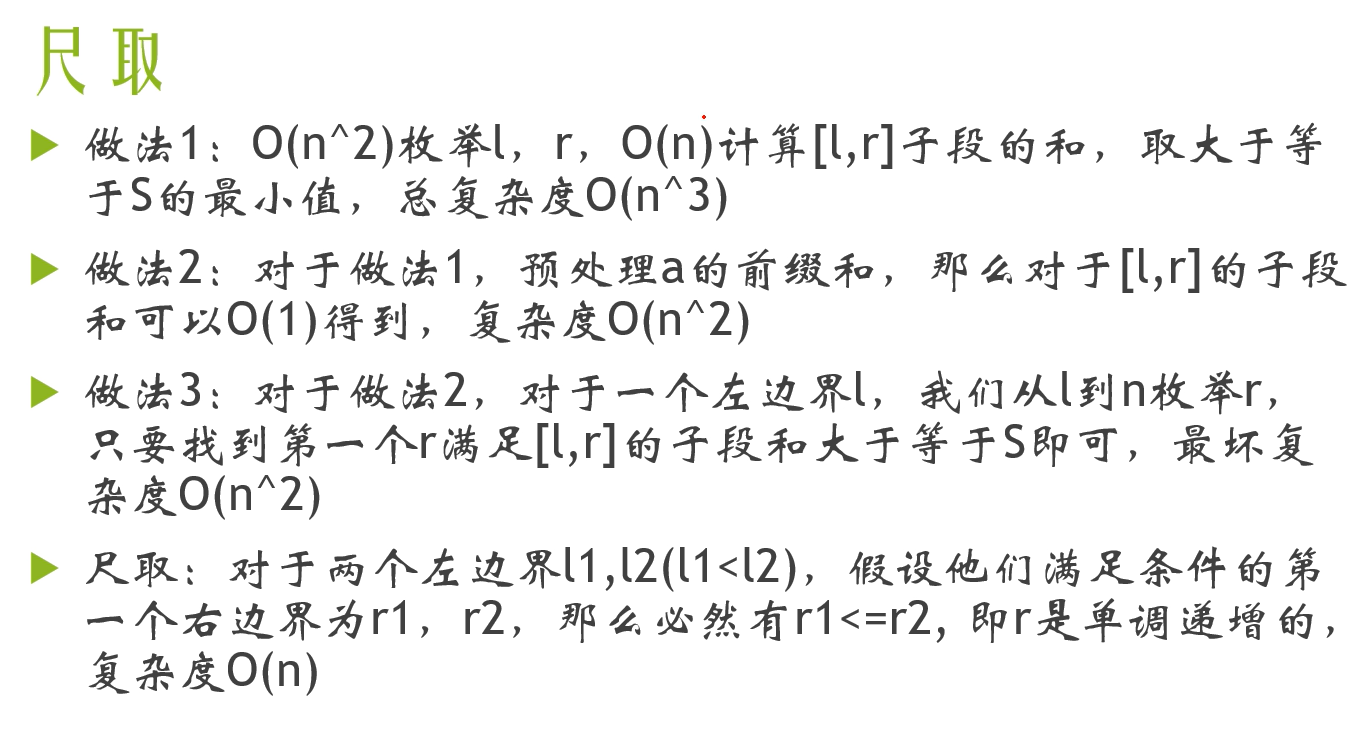 尺取
做法1：O(n^2)枚举l，r，O(n)计算[l,r]子段的和，取大于等
于S的最小值，总复杂度O(n^3)
做法2：对于做法1，预处理a的前缀和，那么对于[l,r]的子段
和可以O(1)得到，复杂度O(n^2)
做法3：对于做法2，对于一个左边界l，我们从l到n枚举r，
只要找到第一个r满足[l,r]的子段和大于等于S即可，最坏复
杂度O(n^2)
尺取：对于两个左边界l1,l2(l1<l2)，假设他们满足条件的第
一个右边界为r1，r2，那么必然有r1<=r2, 即r是单调递增的，
复杂度O(n)